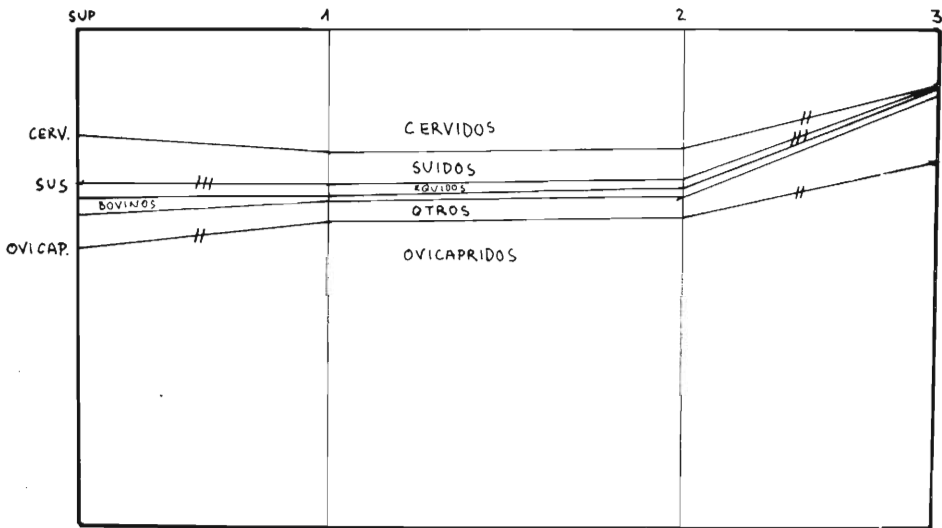 SUP 1 2 3
CERV.
CERVIDOS
SUIDOS
SUS
EQUIDOS
BOVINOS
OTROS
OVICAP.
OVICAPRIDOS